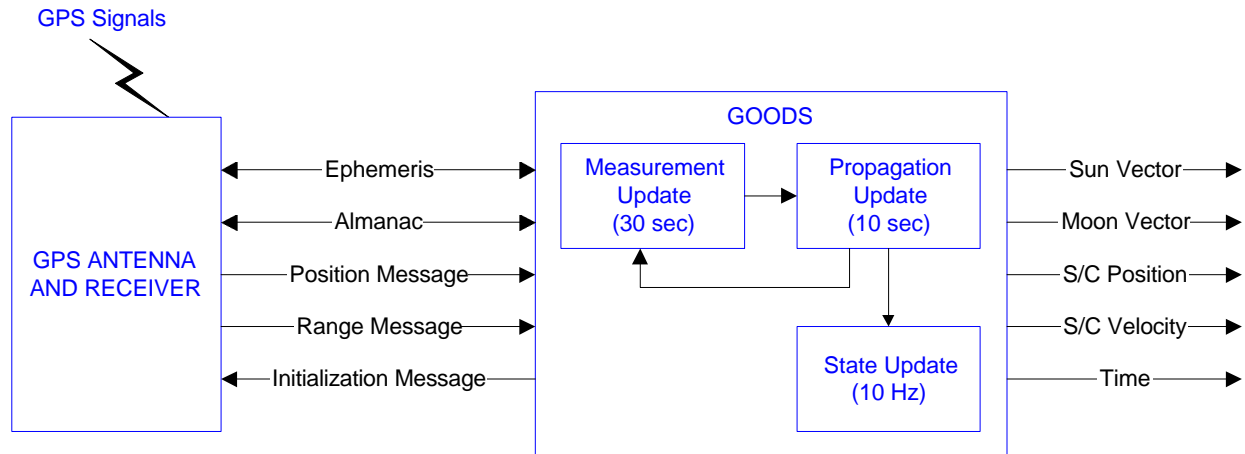 GPS Signals
GPS ANTENNA
AND RECEIVER
Ephemeris
Almanac
Position Message
Range Message
Initialization Message
GOODS
Measurement
Update
(30 sec)
Propagation
Update
(10 sec)
State Update
(10 Hz)
Sun Vector
Moon Vector
S/C Position
S/C Velocity
Time